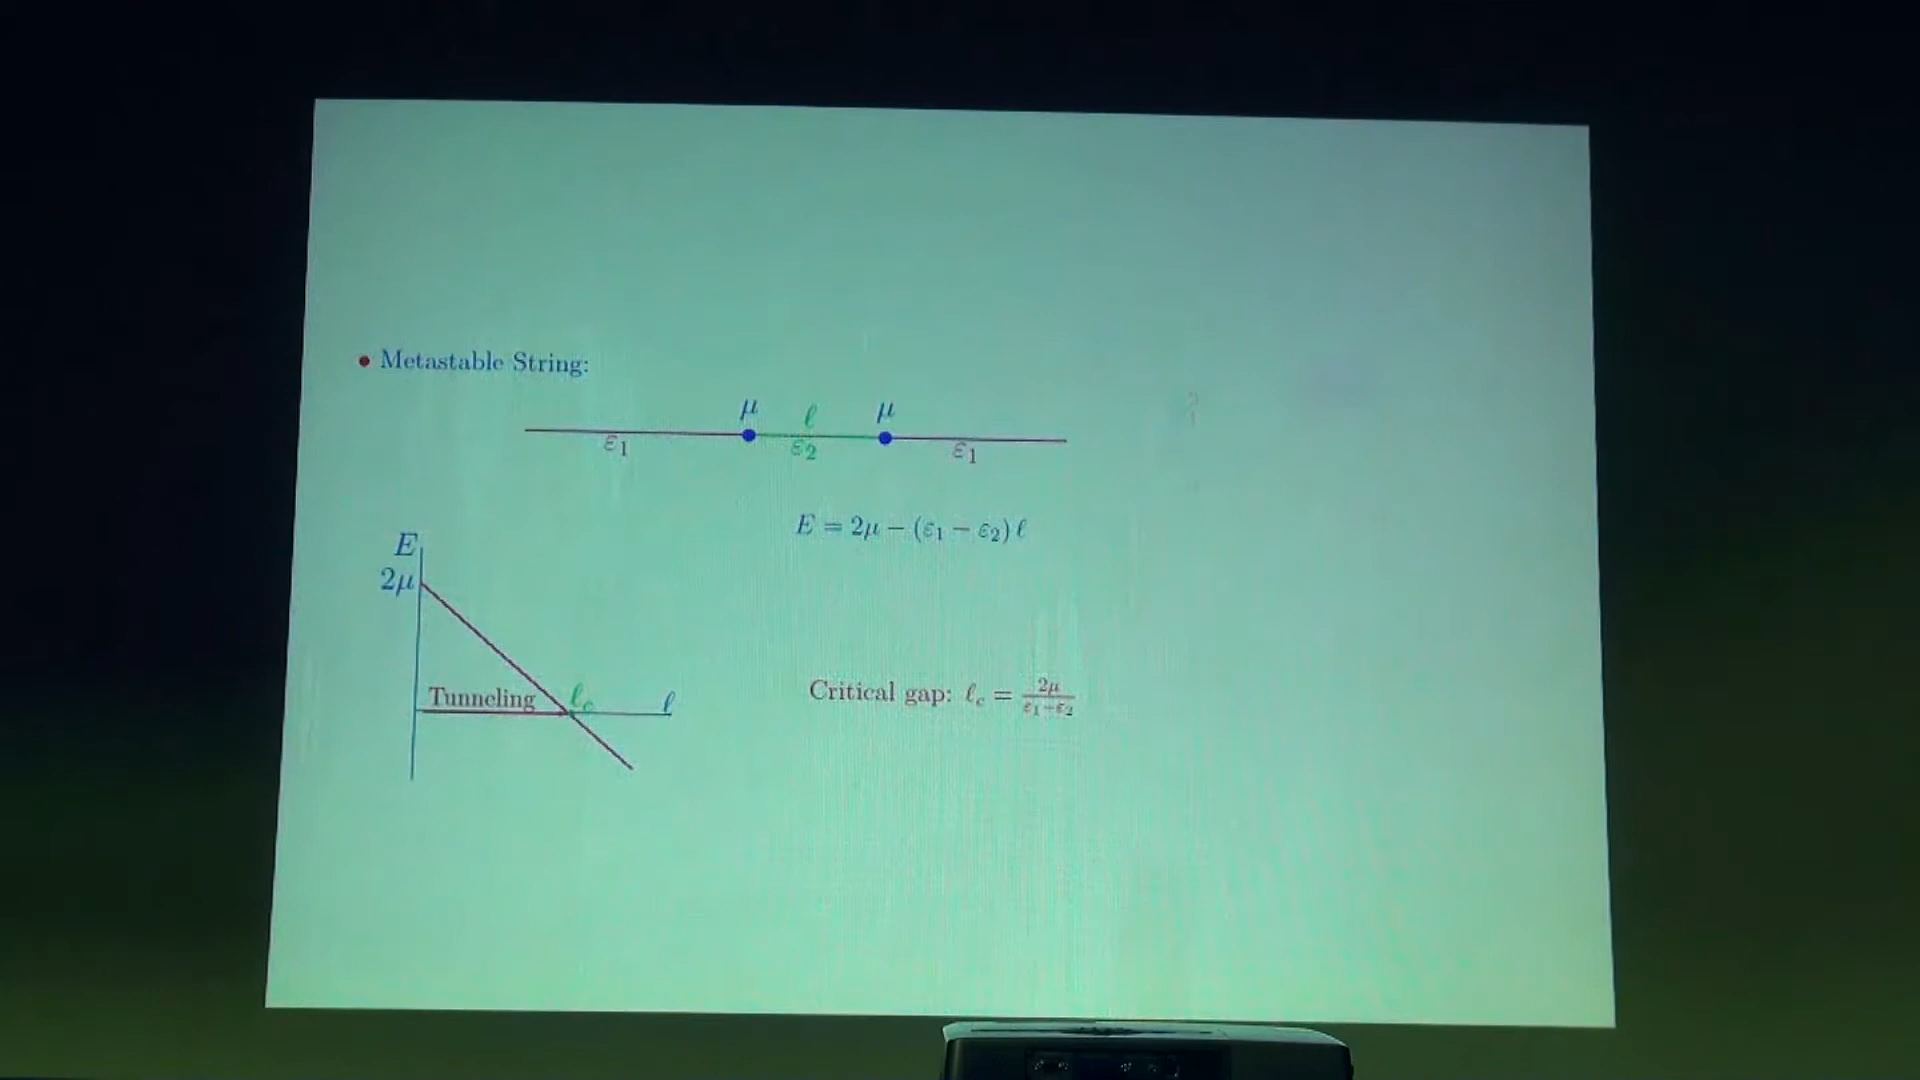 • Metastable String:
μ ℓ μ
ε₁ ε₂ ε₁
E = 2μ − (ε₁ − ε₂) ℓ
E
2μ
Tunneling ℓc ℓ
Critical gap: ℓc = 2μ / (ε₁−ε₂)